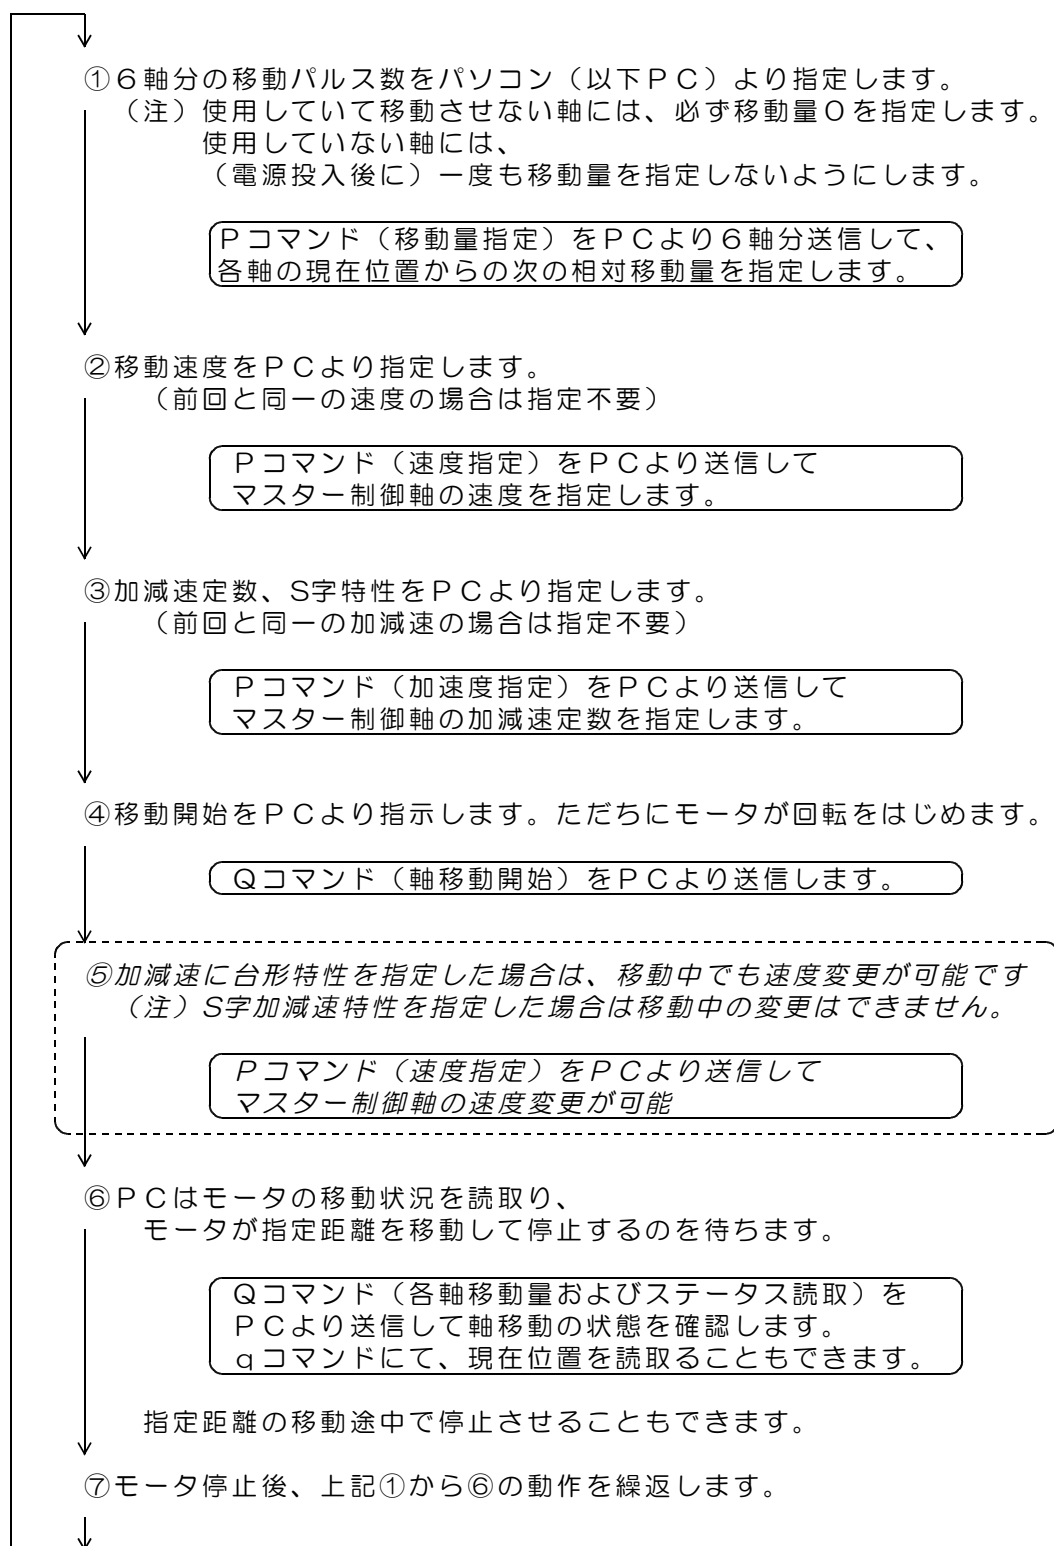 ①6軸分の移動パルス数をパソコン（以下ＰＣ）より指定します。
（注）使用していて移動させない軸には、必ず移動量０を指定します。
使用していない軸には、
（電源投入後に）一度も移動量を指定しないようにします。
Ｐコマンド（移動量指定）をＰＣより６軸分送信して、
各軸の現在位置からの次の相対移動量を指定します。
②移動速度をＰＣより指定します。
（前回と同一の速度の場合は指定不要）
Ｐコマンド（速度指定）をＰＣより送信して
マスター制御軸の速度を指定します。
③加減速定数、S字特性をＰＣより指定します。
（前回と同一の加減速の場合は指定不要）
Ｐコマンド（加速度指定）をＰＣより送信して
マスター制御軸の加減速定数を指定します。
④移動開始をＰＣより指示します。ただちにモータが回転をはじめます。
Ｑコマンド（軸移動開始）をＰＣより送信します。
⑤加減速に台形特性を指定した場合は、移動中でも速度変更が可能です
（注）S字加減速特性を指定した場合は移動中の変更はできません。
Ｐコマンド（速度指定）をＰＣより送信して
マスター制御軸の速度変更が可能
⑥ＰＣはモータの移動状況を読取り、
モータが指定距離を移動して停止するのを待ちます。
Ｑコマンド（各軸移動量およびステータス読取）を
ＰＣより送信して軸移動の状態を確認します。
ｑコマンドにて、現在位置を読取ることもできます。
指定距離の移動途中で停止させることもできます。
⑦モータ停止後、上記①から⑥の動作を繰返します。